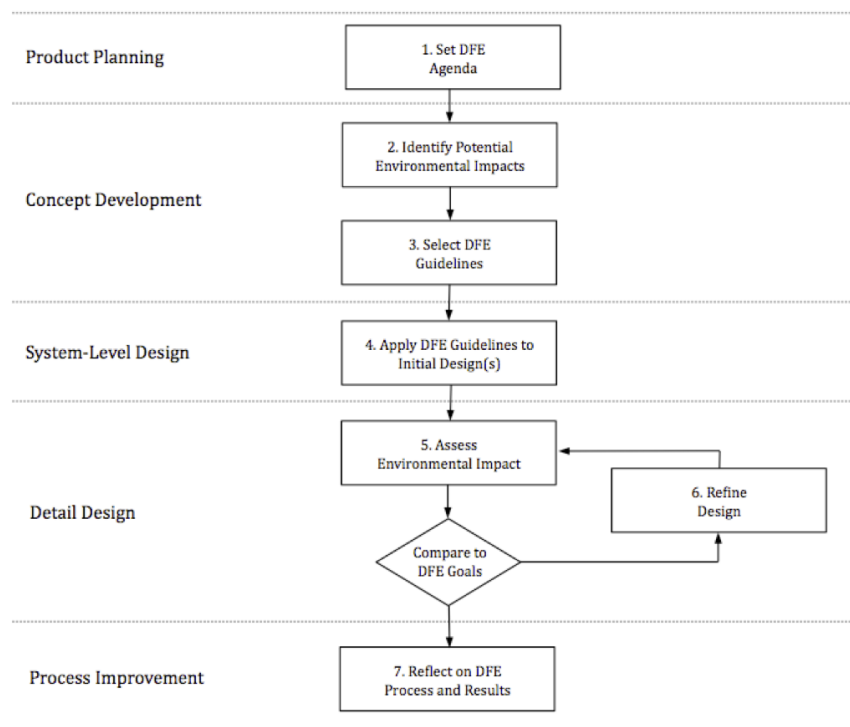 Product Planning
1. Set DFE
Agenda
Concept Development
2. Identify Potential
Environmental Impacts
3. Select DFE
Guidelines
System-Level Design
4. Apply DFE Guidelines to
Initial Design(s)
Detail Design
5. Assess
Environmental Impact
6. Refine
Design
Compare to
DFE Goals
Process Improvement
7. Reflect on DFE
Process and Results